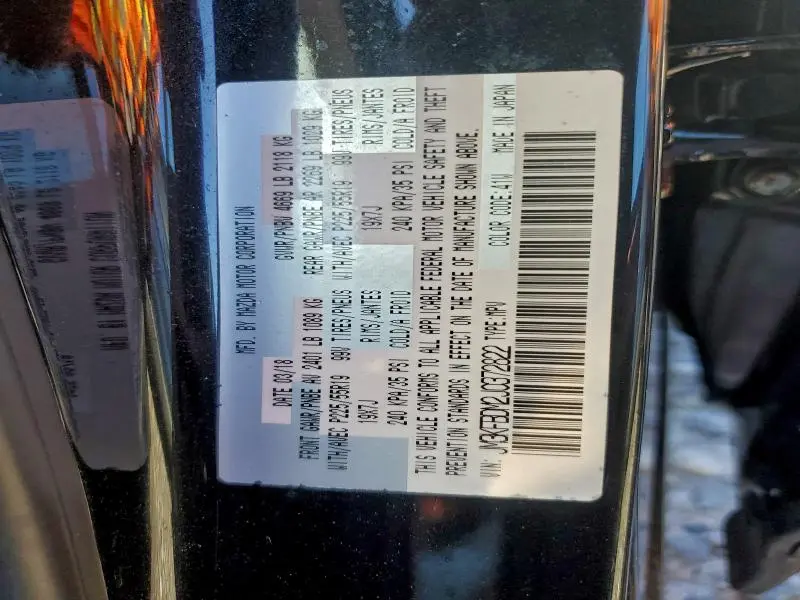 MFD. BY MAZDA MOTOR CORPORATION
DATE 03/18 GVWR/PNBV 4669 LB 2118 KG
FRONT GAWR/PNBE AV 2401 LB 1089 KG REAR GAWR/PNBE AR 2269 LB 1029 KG
WITH/AVEC P225/55R19 99V TIRES/PNEUS WITH/AVEC P225/55R19 99V TIRES/PNEUS
19X7J RIMS/JANTES 19X7J RIMS/JANTES
240 KPA/35 PSI COLD/A FROID 240 KPA/35 PSI COLD/A FROID
THIS VEHICLE CONFORMS TO ALL APPLICABLE FEDERAL MOTOR VEHICLE SAFETY AND THEFT
PREVENTION STANDARDS IN EFFECT ON THE DATE OF MANUFACTURE SHOWN ABOVE.
VIN: JM3KFBDM2J0372622 TYPE:MPV COLOR CODE:41W MADE IN JAPAN